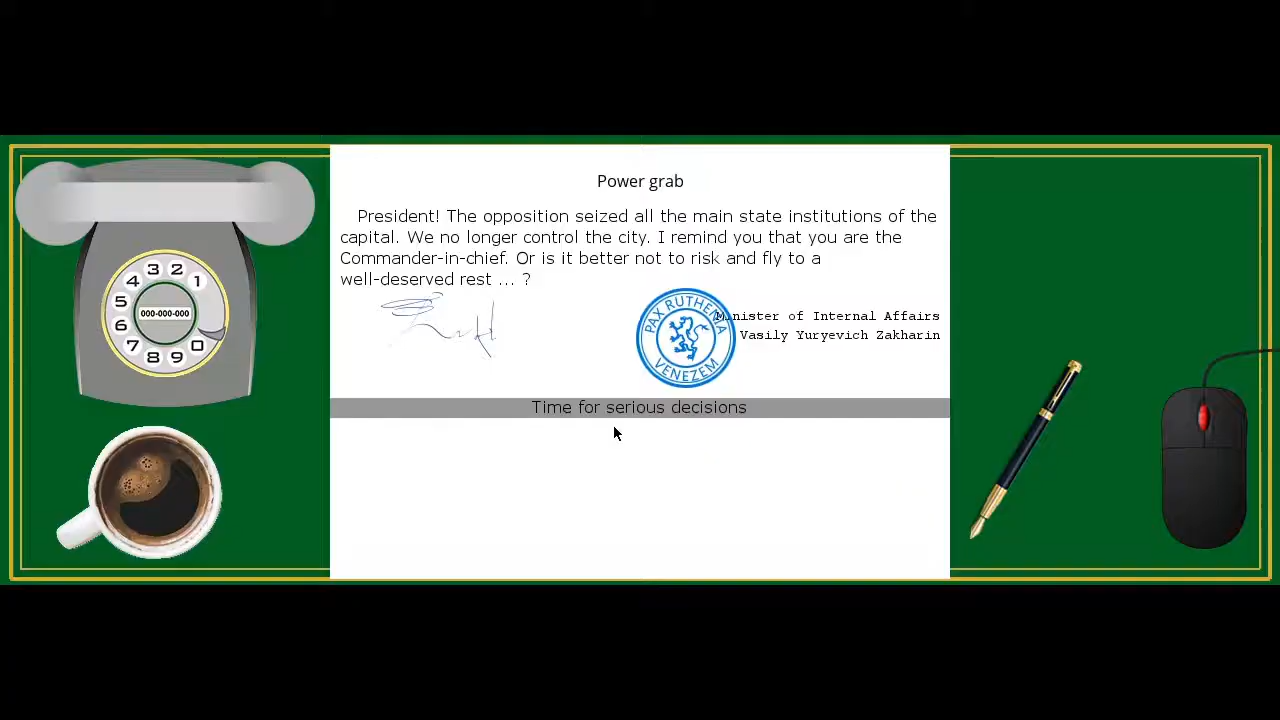 Power grab
President! The opposition seized all the main state institutions of the
capital. We no longer control the city. I remind you that you are the
Commander-in-chief. Or is it better not to risk and fly to a
well-deserved rest ... ?
PAX RUTHENIA
VENEZEM
Minister of Internal Affairs
Vasily Yuryevich Zakharin
Time for serious decisions
3 2 1
4
5
6
7 8 9 0
000-000-000